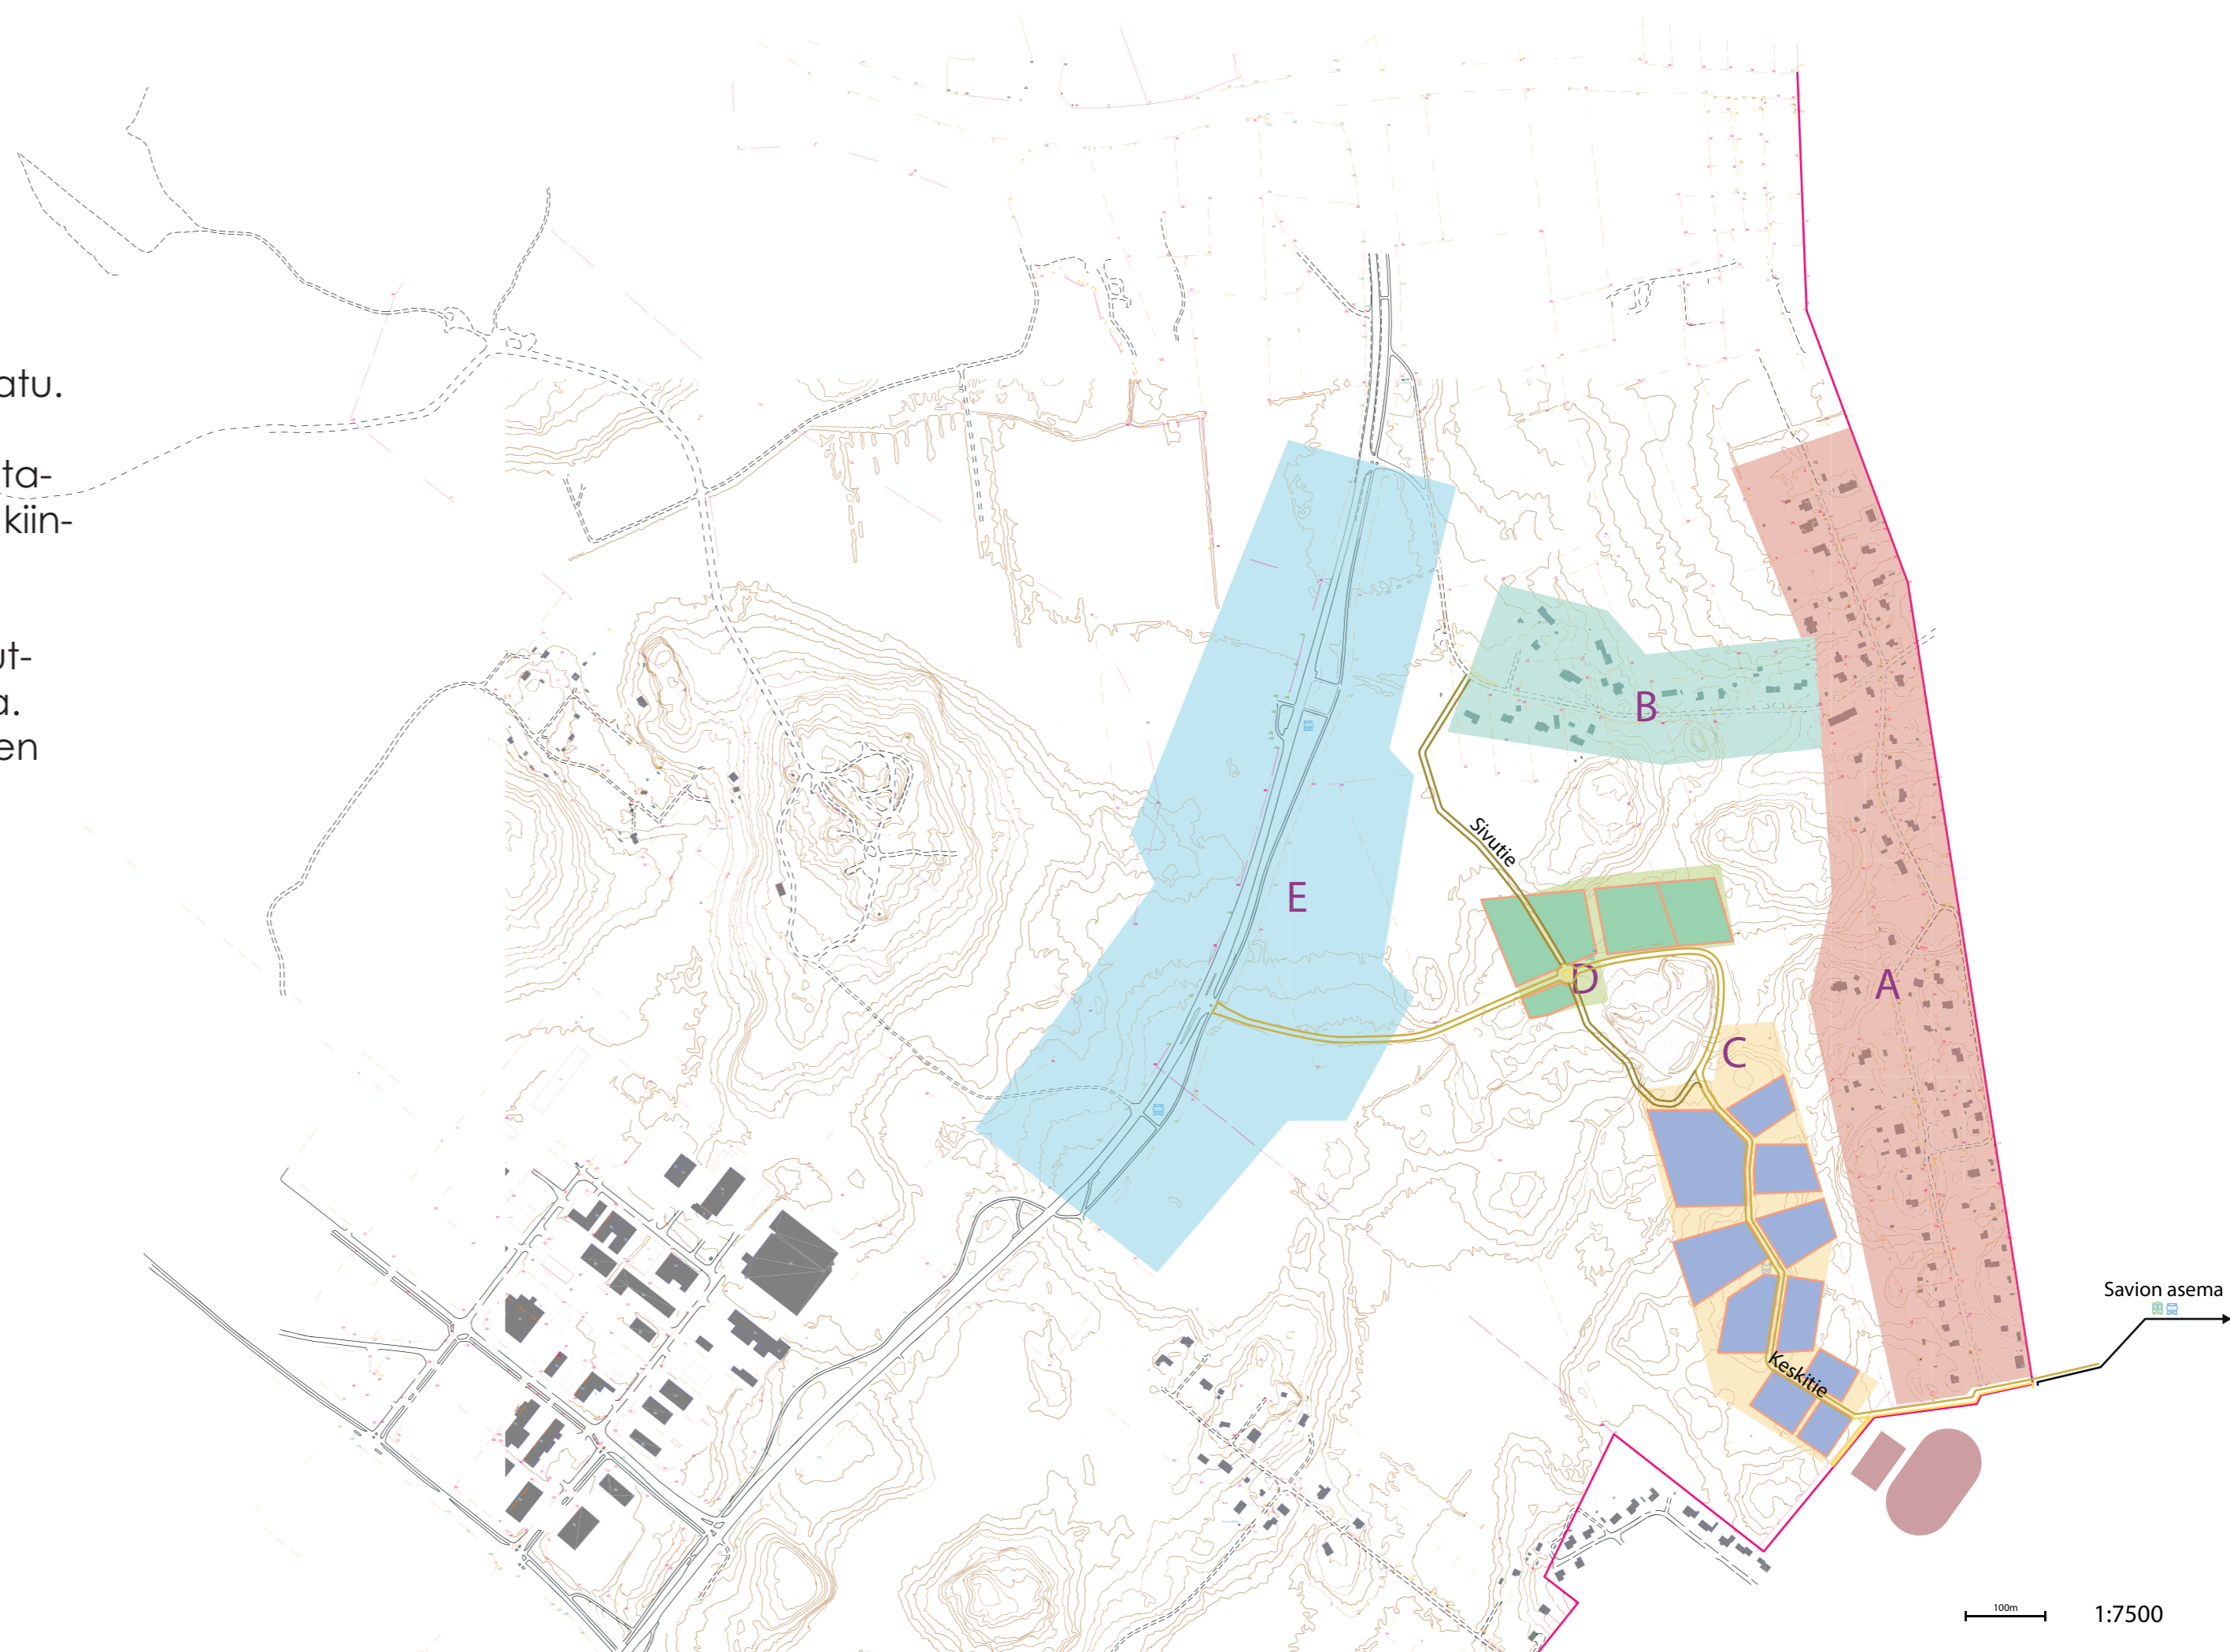 atu.
ta-
kiin-
ut-
a.
en
B
Sivutie
E
D
A
C
Savion asema
Keskitie
100m
1:7500